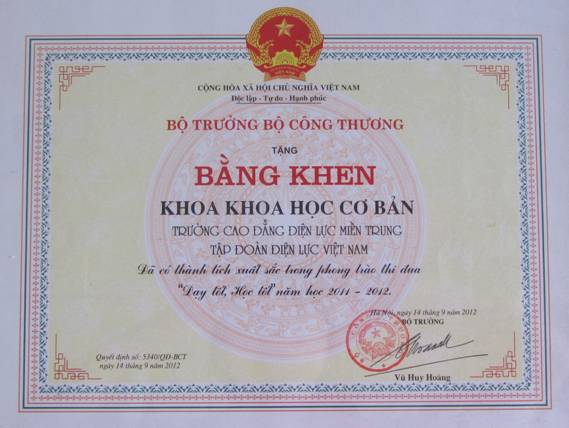 CỘNG HÒA XÃ HỘI CHỦ NGHĨA VIỆT NAM
Độc lập - Tự do - Hạnh phúc
BỘ TRƯỞNG BỘ CÔNG THƯƠNG
TẶNG
BẰNG KHEN
KHOA KHOA HỌC CƠ BẢN
TRƯỜNG CAO ĐẲNG ĐIỆN LỰC MIỀN TRUNG
TẬP ĐOÀN ĐIỆN LỰC VIỆT NAM
Đã có thành tích xuất sắc trong phong trào thi đua
"Dạy tốt, Học tốt" năm học 2011 - 2012.
Hà Nội, ngày 14 tháng 9 năm 2012
BỘ TRƯỞNG
Vũ Huy Hoàng
Quyết định số: 5340/QĐ-BCT
ngày 14 tháng 9 năm 2012